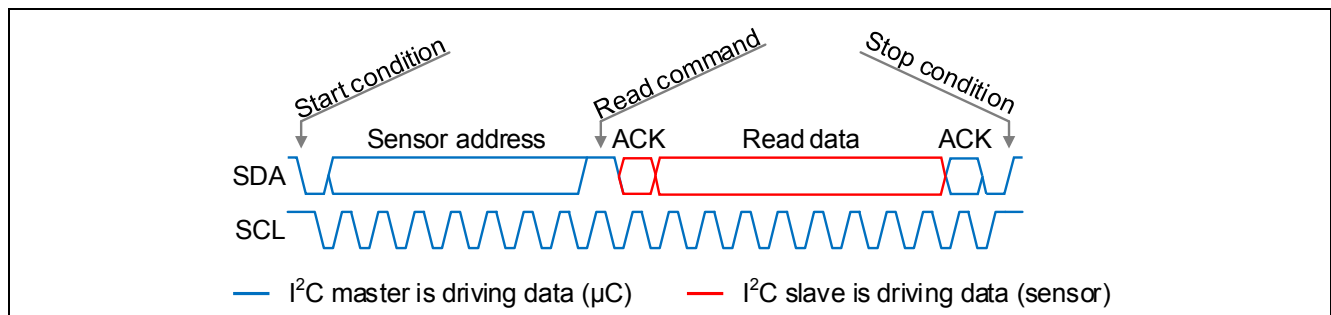 Start condition
Read command
Stop condition
Sensor address
ACK
Read data
ACK
SDA
SCL
I²C master is driving data (µC)
I²C slave is driving data (sensor)